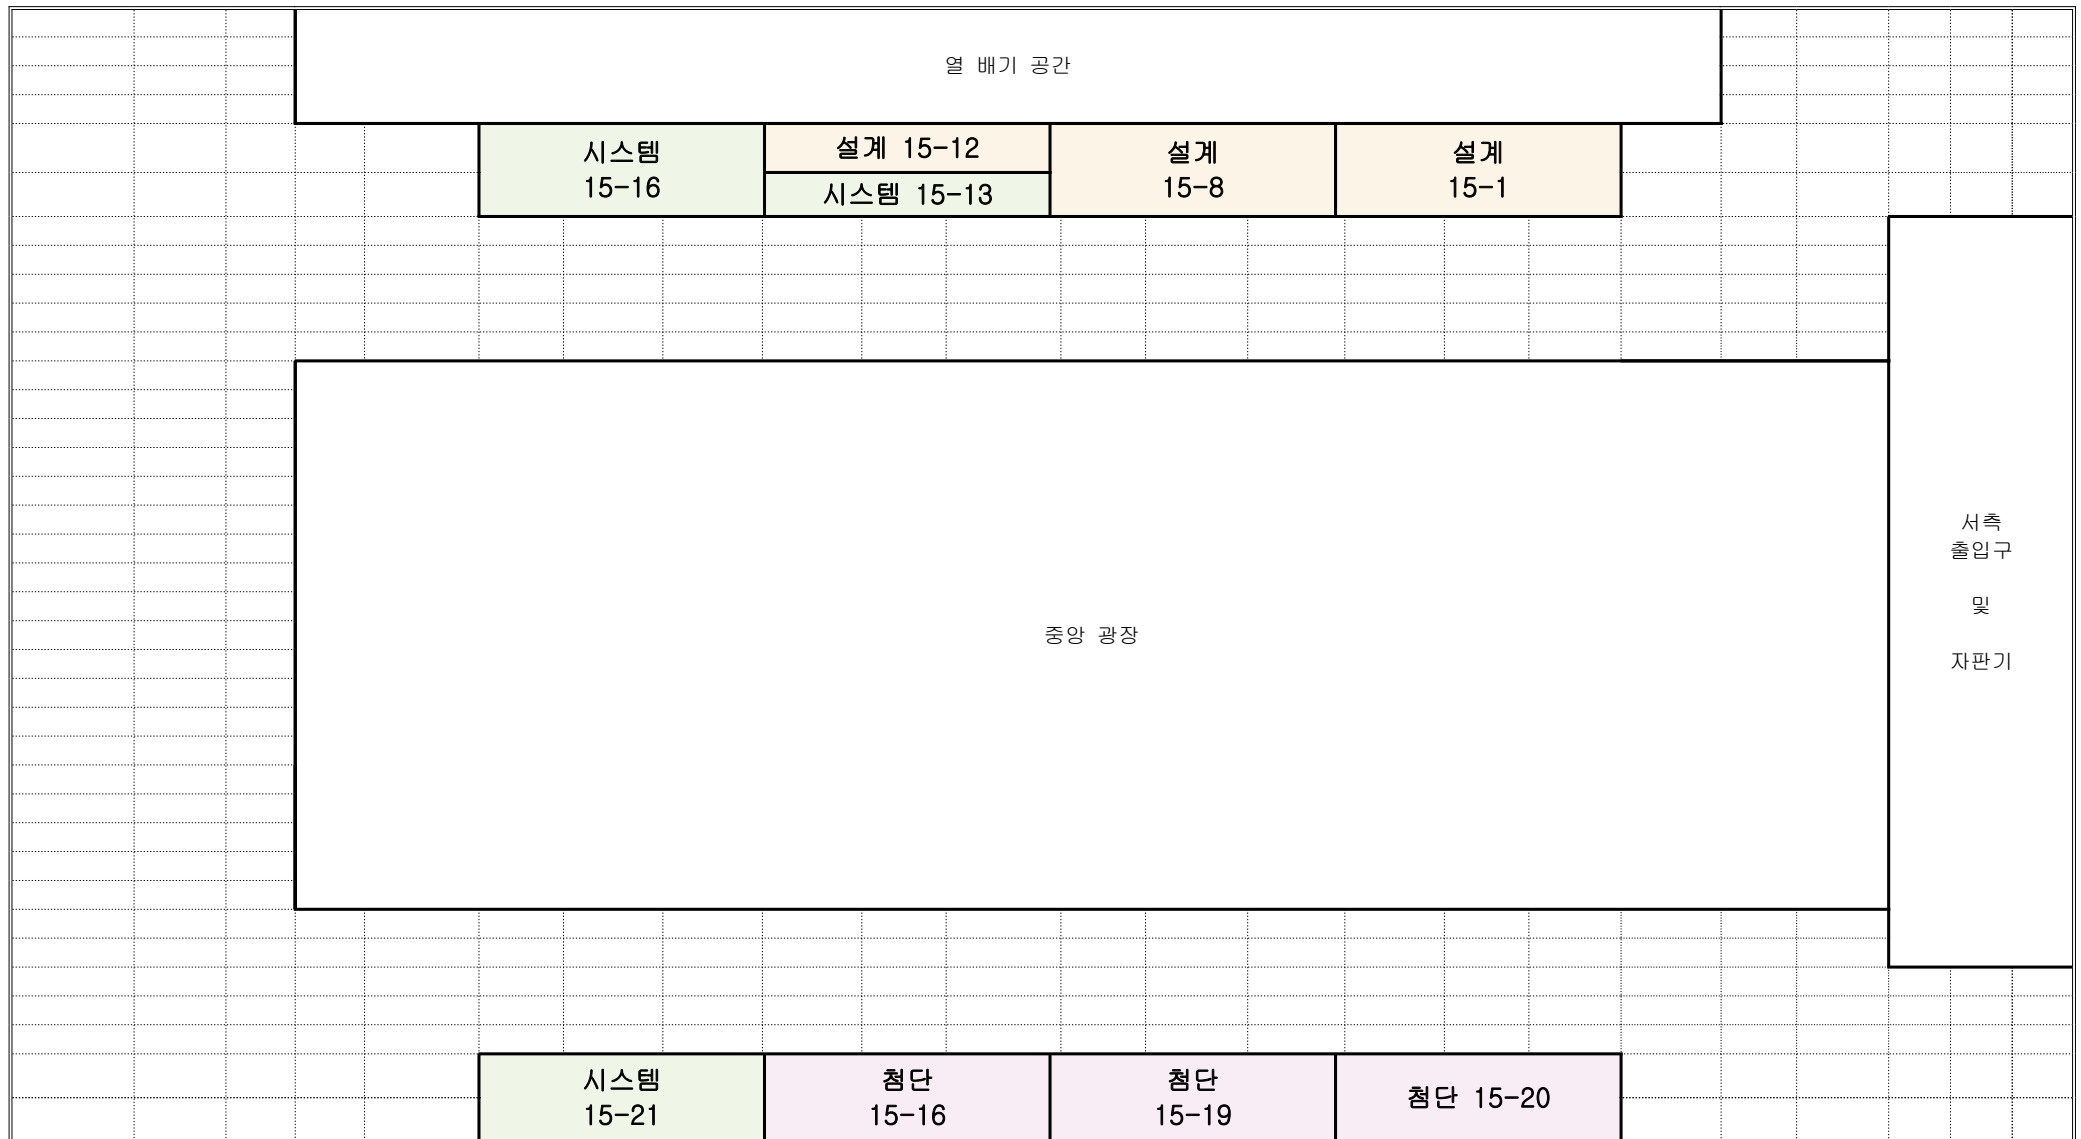 열 배기 공간
시스템
15-16
설계 15-12
시스템 15-13
설계
15-8
설계
15-1
서측
출입구
및
자판기
중앙 광장
시스템
15-21
첨단
15-16
첨단
15-19
첨단 15-20